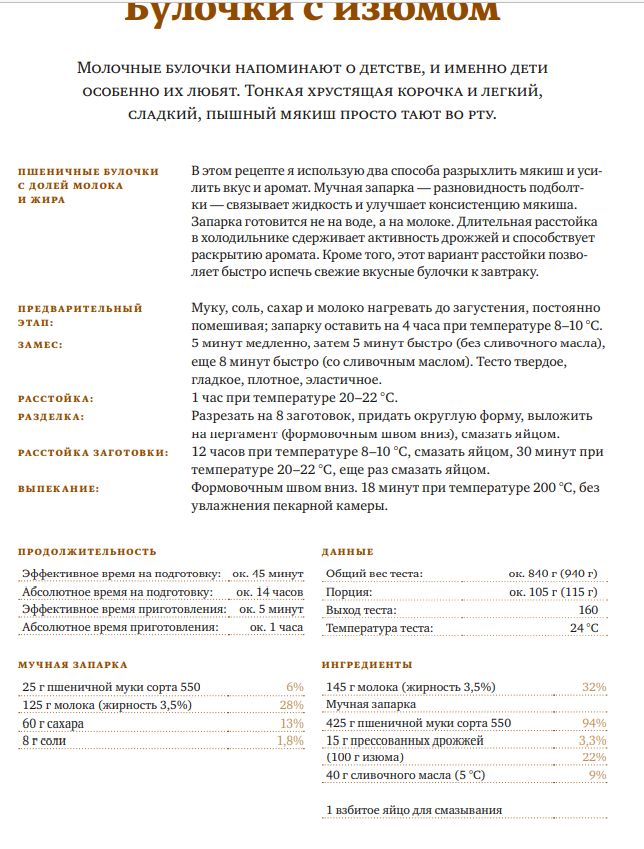 Булочки с изюмом
Молочные булочки напоминают о детстве, и именно дети
особенно их любят. Тонкая хрустящая корочка и легкий,
сладкий, пышный мякиш просто тают во рту.
ПШЕНИЧНЫЕ БУЛОЧКИ
С ДОЛЕЙ МОЛОКА
И ЖИРА
В этом рецепте я использую два способа разрыхлить мякиш и уси-
лить вкус и аромат. Мучная запарка — разновидность подболт-
ки — связывает жидкость и улучшает консистенцию мякиша.
Запарка готовится не на воде, а на молоке. Длительная расстойка
в холодильнике сдерживает активность дрожжей и способствует
раскрытию аромата. Кроме того, этот вариант расстойки позво-
ляет быстро испечь свежие вкусные булочки к завтраку.
ПРЕДВАРИТЕЛЬНЫЙ
ЭТАП:
Муку, соль, сахар и молоко нагревать до загустения, постоянно
помешивая; запарку оставить на 4 часа при температуре 8–10 °C.
ЗАМЕС:
5 минут медленно, затем 5 минут быстро (без сливочного масла),
еще 8 минут быстро (со сливочным маслом). Тесто твердое,
гладкое, плотное, эластичное.
РАССТОЙКА:
1 час при температуре 20–22 °C.
РАЗДЕЛКА:
Разрезать на 8 заготовок, придать округлую форму, выложить
на пергамент (формовочным швом вниз), смазать яйцом.
РАССТОЙКА ЗАГОТОВКИ:
12 часов при температуре 8–10 °C, смазать яйцом, 30 минут при
температуре 20–22 °C, еще раз смазать яйцом.
ВЫПЕКАНИЕ:
Формовочным швом вниз. 18 минут при температуре 200 °C, без
увлажнения пекарной камеры.
ПРОДОЛЖИТЕЛЬНОСТЬ
Эффективное время на подготовку: ок. 45 минут
Абсолютное время на подготовку: ок. 14 часов
Эффективное время приготовления: ок. 5 минут
Абсолютное время приготовления: ок. 1 часа
ДАННЫЕ
Общий вес теста: ок. 840 г (940 г)
Порция: ок. 105 г (115 г)
Выход теста: 160
Температура теста: 24 °C
МУЧНАЯ ЗАПАРКА
25 г пшеничной муки сорта 550 6%
125 г молока (жирность 3,5%) 28%
60 г сахара 13%
8 г соли 1,8%
ИНГРЕДИЕНТЫ
145 г молока (жирность 3,5%) 32%
Мучная запарка
425 г пшеничной муки сорта 550 94%
15 г прессованных дрожжей 3,3%
(100 г изюма) 22%
40 г сливочного масла (5 °C) 9%
1 взбитое яйцо для смазывания